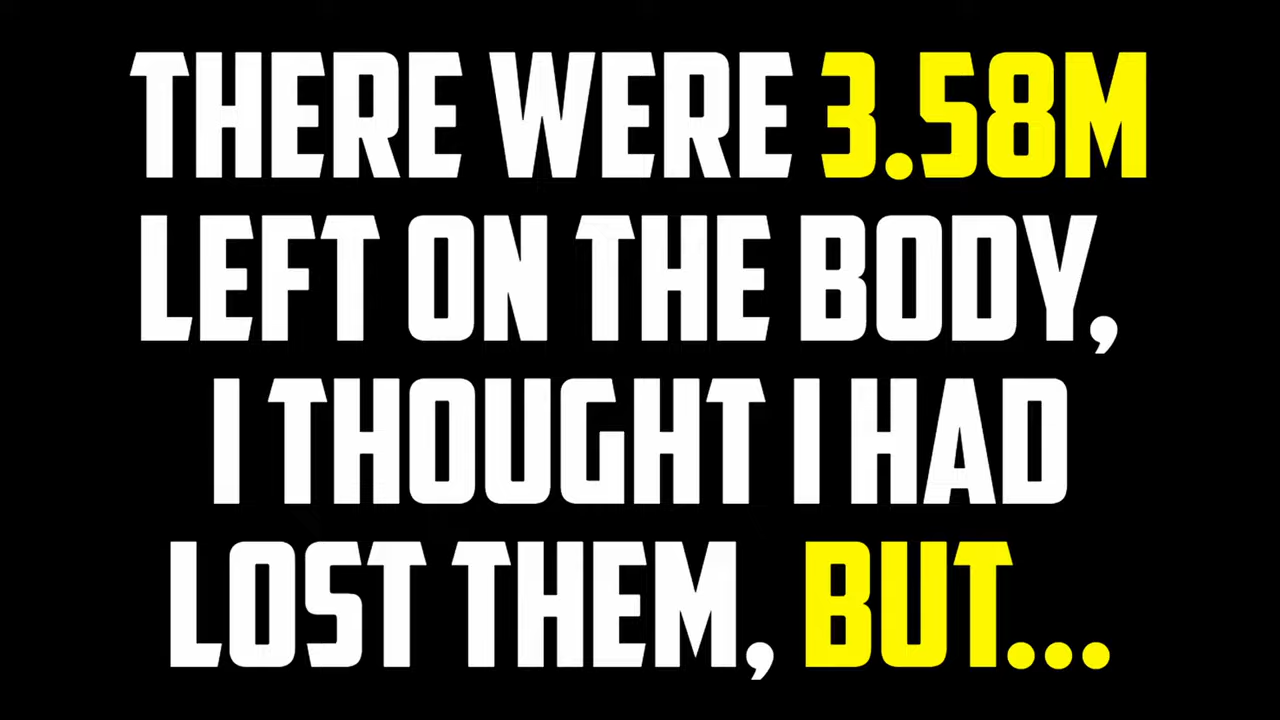 THERE WERE 3.58M
LEFT ON THE BODY,
I THOUGHT I HAD
LOST THEM, BUT...